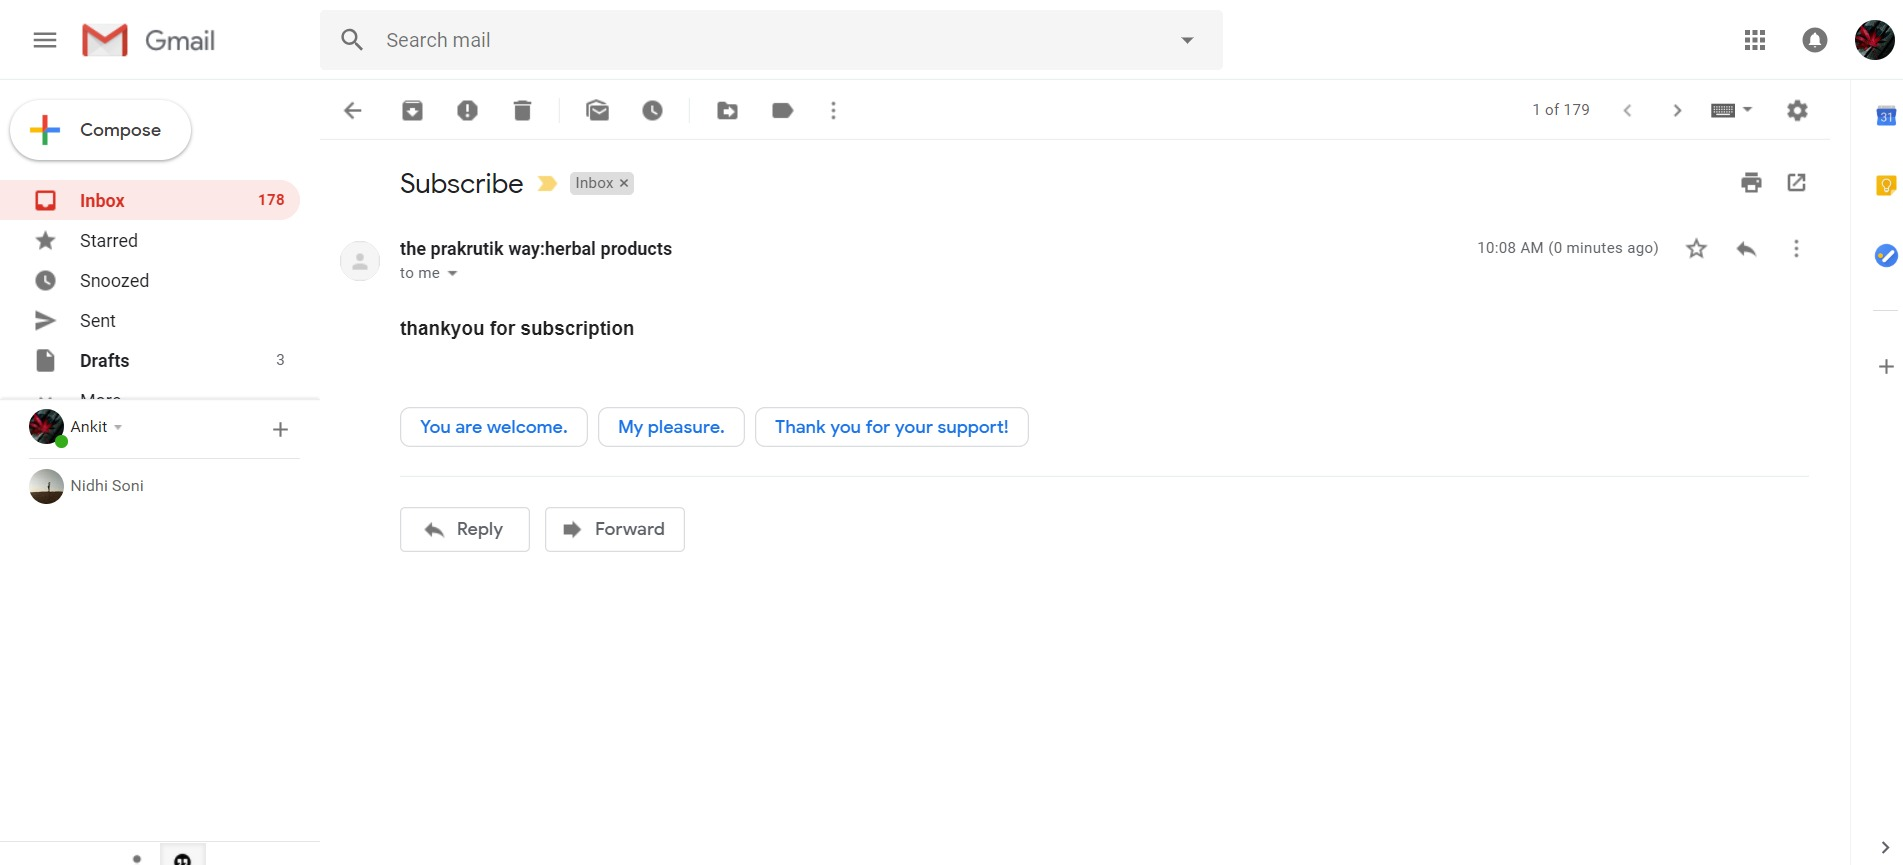 Gmail
Search mail
Compose
1 of 179
31
Subscribe
Inbox ×
Inbox 178
Starred
Snoozed
Sent
Drafts 3
More
the prakrutik way:herbal products
10:08 AM (0 minutes ago)
to me
thankyou for subscription
You are welcome.
My pleasure.
Thank you for your support!
Ankit
Nidhi Soni
Reply
Forward